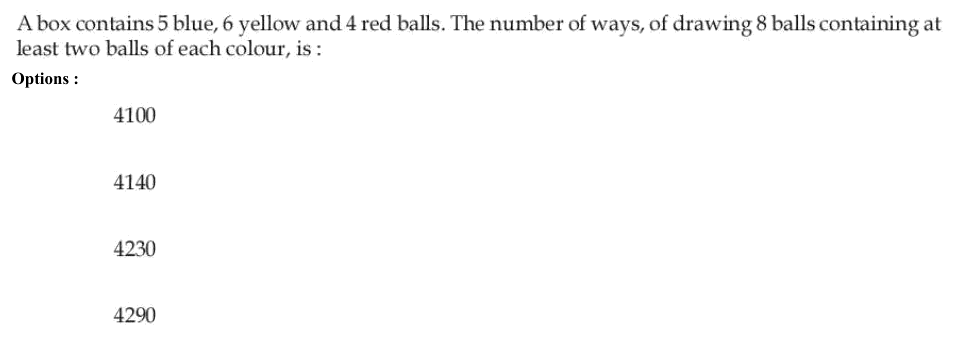 A box contains 5 blue, 6 yellow and 4 red balls. The number of ways, of drawing 8 balls containing at
least two balls of each colour, is :
Options :
4100
4140
4230
4290